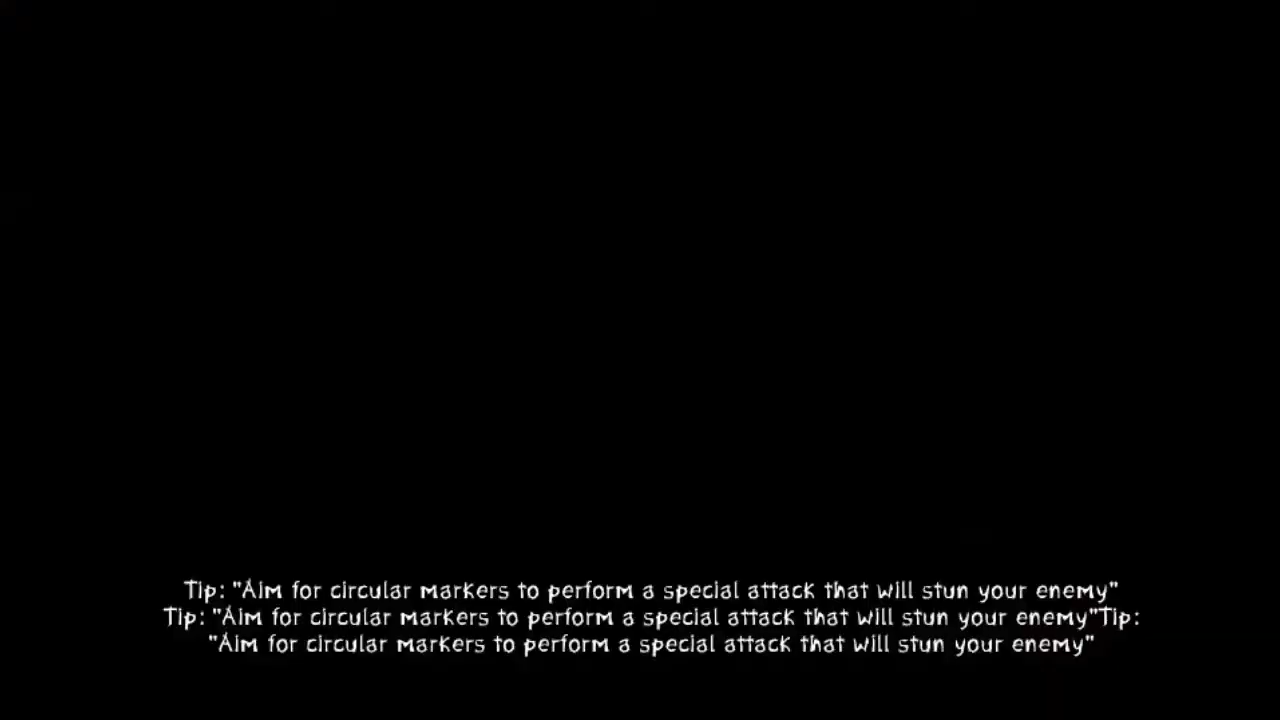 Tip: "Aim for circular markers to perform a special attack that will stun your enemy"
Tip: "Aim for circular markers to perform a special attack that will stun your enemy"Tip:
"Aim for circular markers to perform a special attack that will stun your enemy"